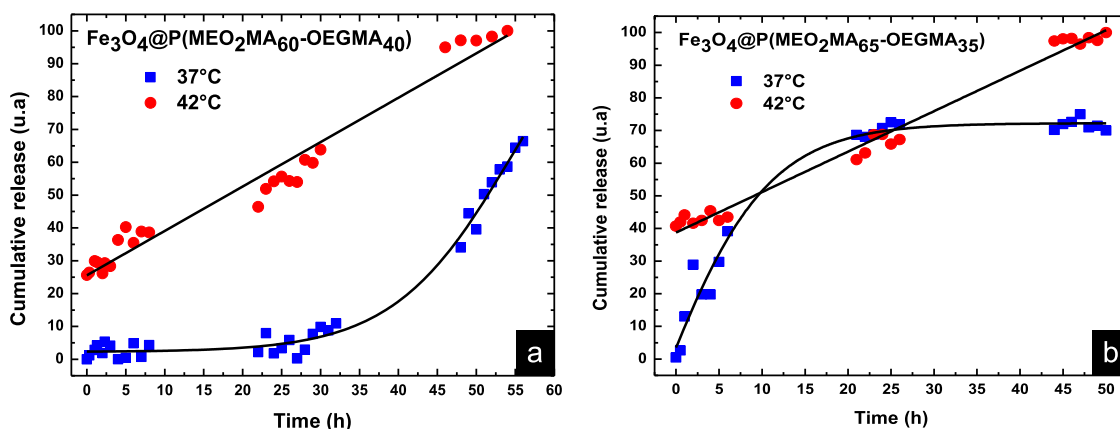 Fe3O4@P(MEO2MA60-OEGMA40)
37°C
42°C
Cumulative release (u.a)
100
90
80
70
60
50
40
30
20
10
0
0 5 10 15 20 25 30 35 40 45 50 55 60
Time (h)
a
Fe3O4@P(MEO2MA65-OEGMA35)
37°C
42°C
Cumulative release (u.a)
100
90
80
70
60
50
40
30
20
10
0
0 5 10 15 20 25 30 35 40 45 50
Time (h)
b